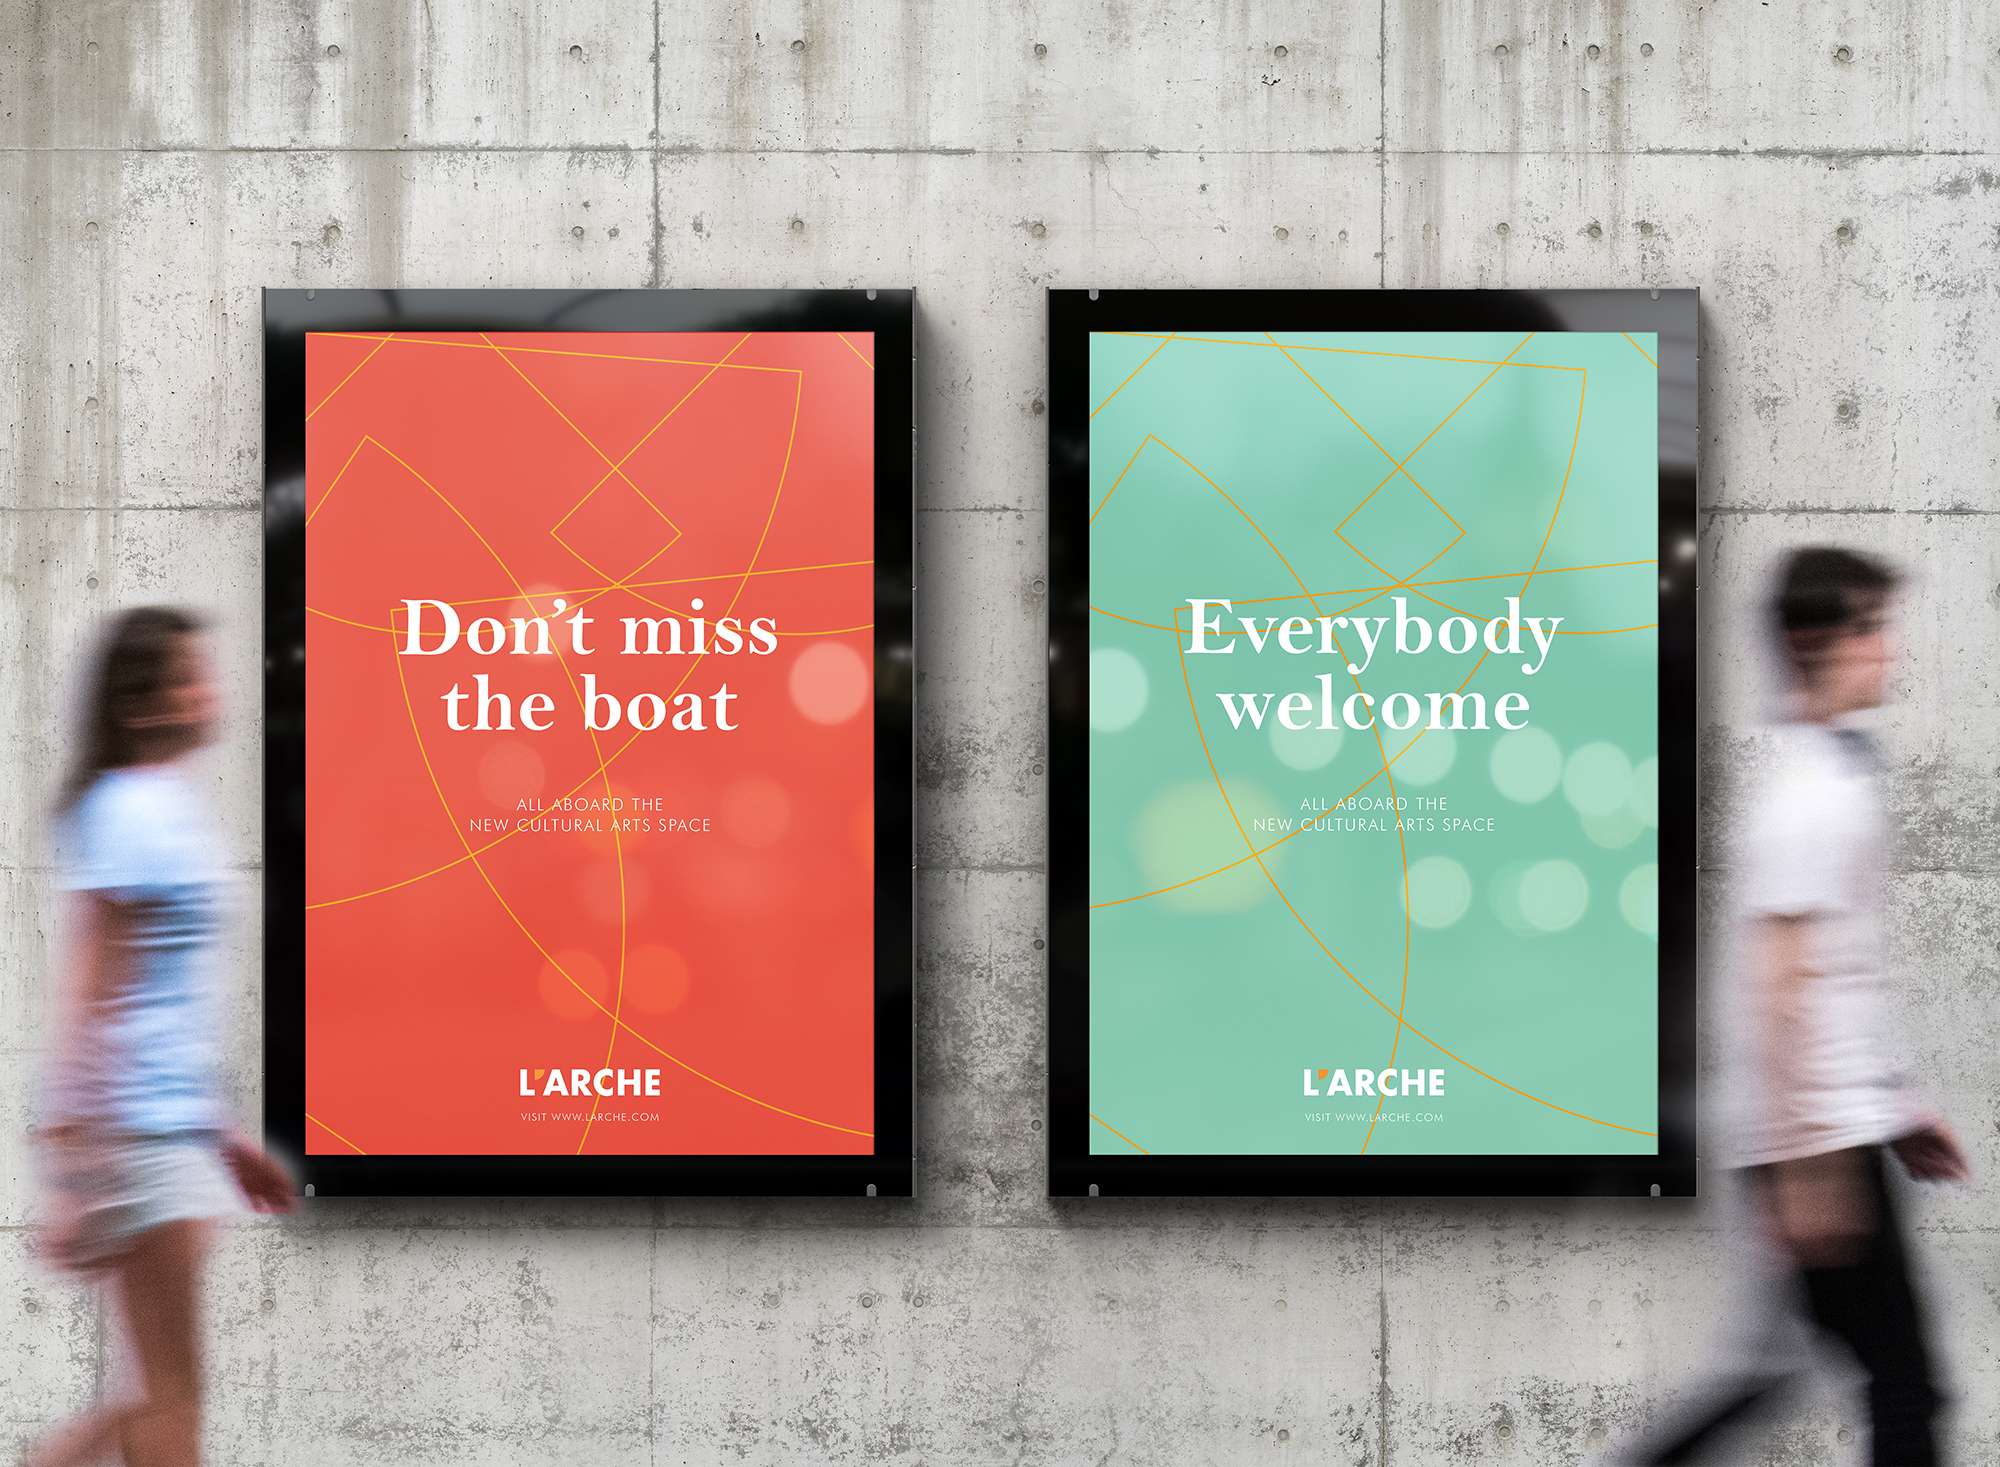 Don't miss
the boat
ALL ABOARD THE
NEW CULTURAL ARTS SPACE
L'ARCHE
VISIT WWW.LARCHE.COM
Everybody
welcome
ALL ABOARD THE
NEW CULTURAL ARTS SPACE
L'ARCHE
VISIT WWW.LARCHE.COM